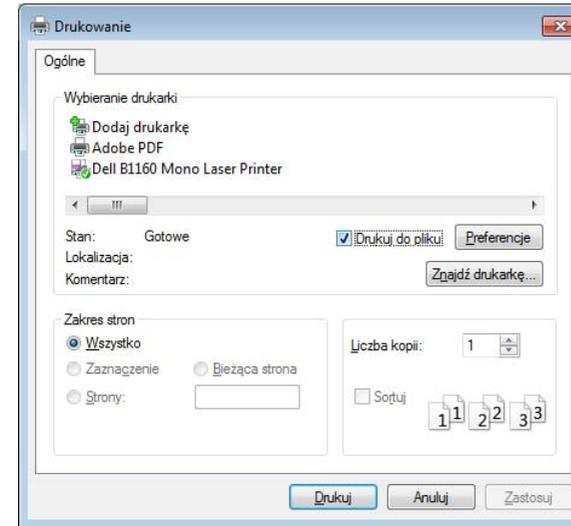 Drukowanie
Ogólne
Wybieranie drukarki
Dodaj drukarkę
Adobe PDF
Dell B1160 Mono Laser Printer
Stan: Gotowe
Drukuj do pliku
Preferencje
Lokalizacja:
Komentarz:
Znajdź drukarkę...
Zakres stron
Wszystko
Zaznaczenie
Bieżąca strona
Strony:
Liczba kopii: 1
Sortuj
1 1 2 2 3 3
Drukuj
Anuluj
Zastosuj